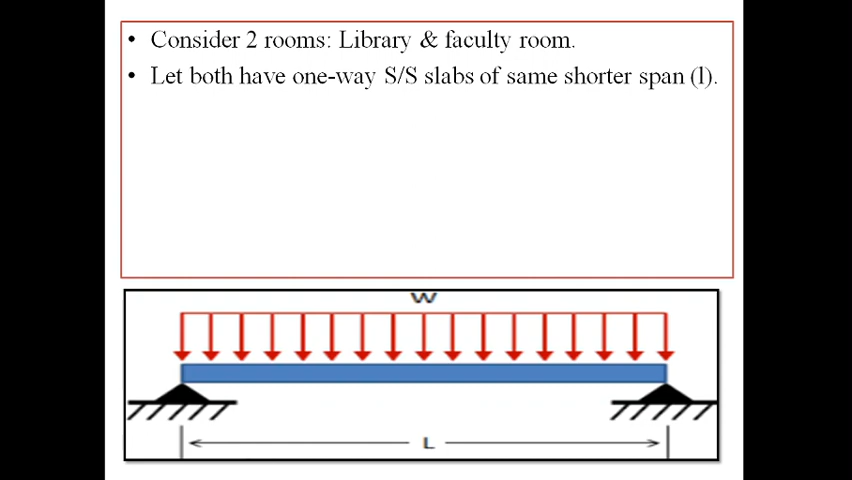 • Consider 2 rooms: Library & faculty room.
• Let both have one-way S/S slabs of same shorter span (l).
W
L